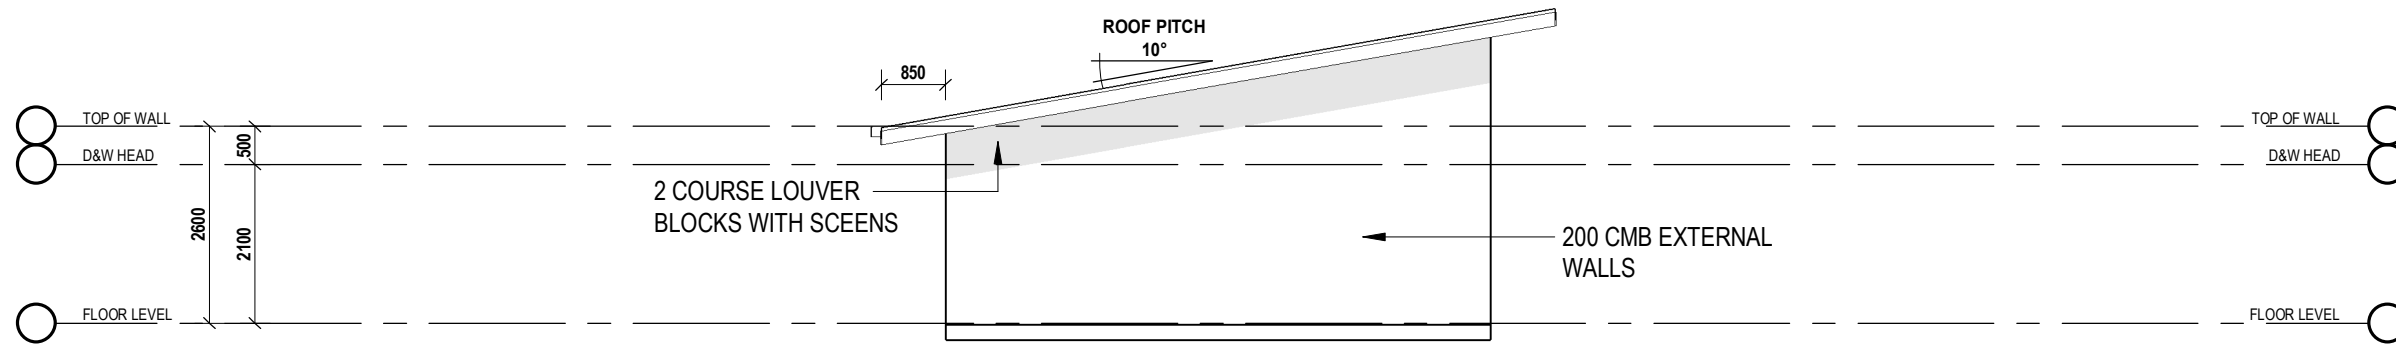 ROOF PITCH
10°
850
TOP OF WALL
TOP OF WALL
500
D&W HEAD
D&W HEAD
2 COURSE LOUVER
BLOCKS WITH SCEENS
2600
2100
200 CMB EXTERNAL
WALLS
FLOOR LEVEL
FLOOR LEVEL